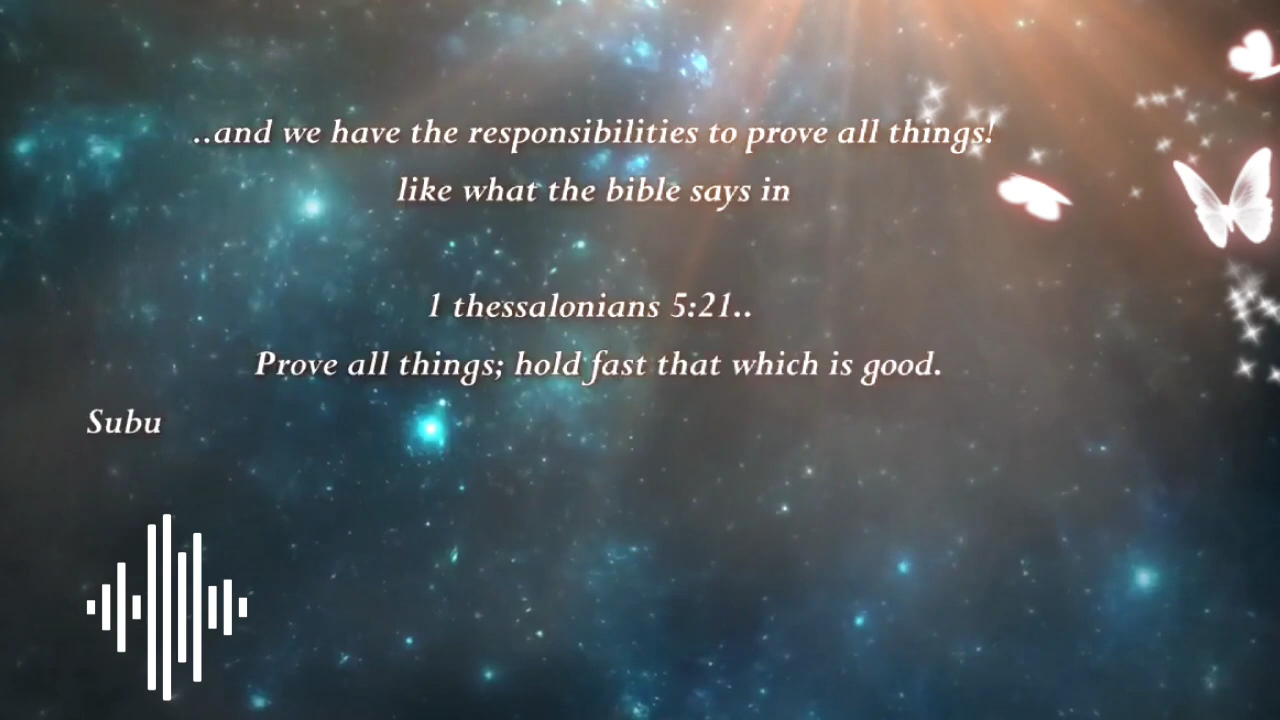 ..and we have the responsibilities to prove all things!
like what the bible says in
1 thessalonians 5:21..
Prove all things; hold fast that which is good.
Subu